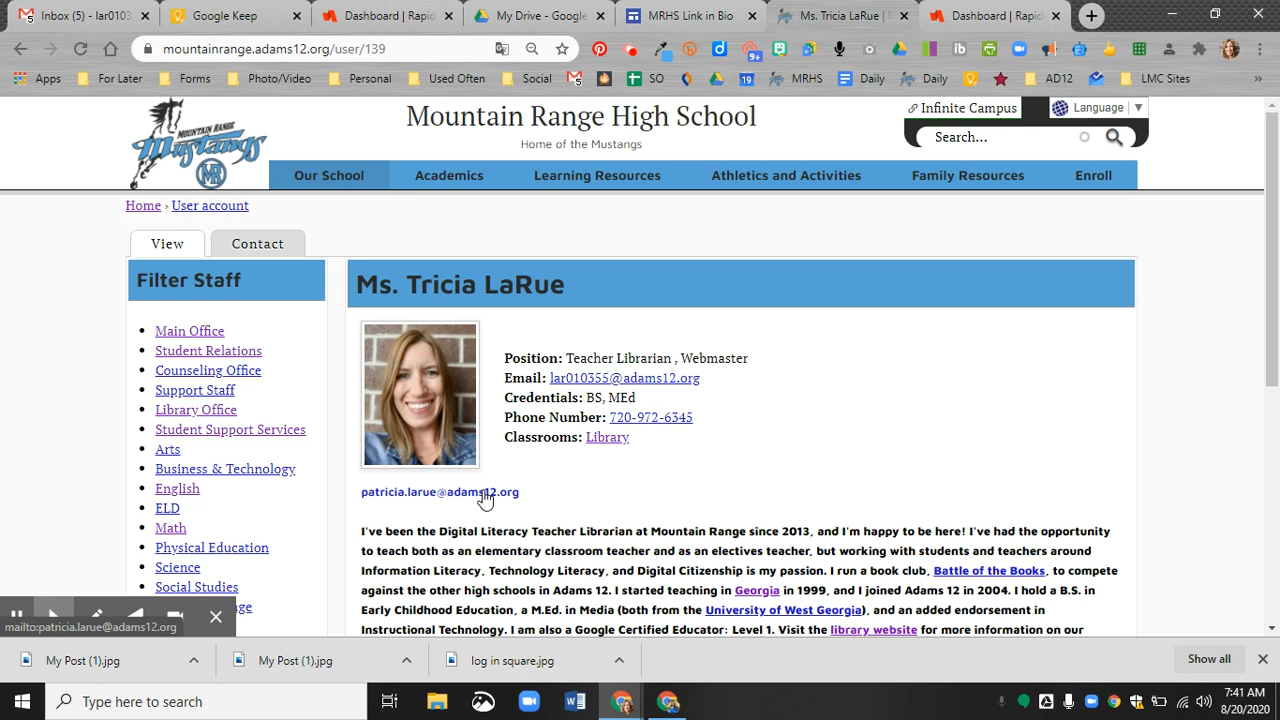 Inbox (5) - lar0103
Google Keep
Dashboard | Rapid
My Drive - Google
MRHS Link in Bio
Ms. Tricia LaRue |
Dashboard | Rapid
mountainrange.adams12.org/user/139
9+
Apps
For Later
Forms
Photo/Video
Personal
Used Often
Social
SO
19
MRHS
Daily
Daily
AD12
LMC Sites
»
Mountain Range High School
Home of the Mustangs
MOUNTAIN RANGE
Mustangs
MR
Infinite Campus
Language
Search...
Our School
Academics
Learning Resources
Athletics and Activities
Family Resources
Enroll
Home › User account
View
Contact
Filter Staff
Main Office
Student Relations
Counseling Office
Support Staff
Library Office
Student Support Services
Arts
Business & Technology
English
ELD
Math
Physical Education
Science
Social Studies
Ms. Tricia LaRue
Position: Teacher Librarian , Webmaster
Email: lar010355@adams12.org
Credentials: BS, MEd
Phone Number: 720-972-6345
Classrooms: Library
patricia.larue@adams12.org
I've been the Digital Literacy Teacher Librarian at Mountain Range since 2013, and I'm happy to be here! I've had the opportunity
to teach both as an elementary classroom teacher and as an electives teacher, but working with students and teachers around
Information Literacy, Technology Literacy, and Digital Citizenship is my passion. I run a book club, Battle of the Books, to compete
against the other high schools in Adams 12. I started teaching in Georgia in 1999, and I joined Adams 12 in 2004. I hold a B.S. in
Early Childhood Education, a M.Ed. in Media (both from the University of West Georgia), and an added endorsement in
Instructional Technology. I am also a Google Certified Educator: Level 1. Visit the library website for more information on our
mailto:patricia.larue@adams12.org
My Post (1).jpg
My Post (1).jpg
log in square.jpg
Show all
Type here to search
7:41 AM
8/20/2020